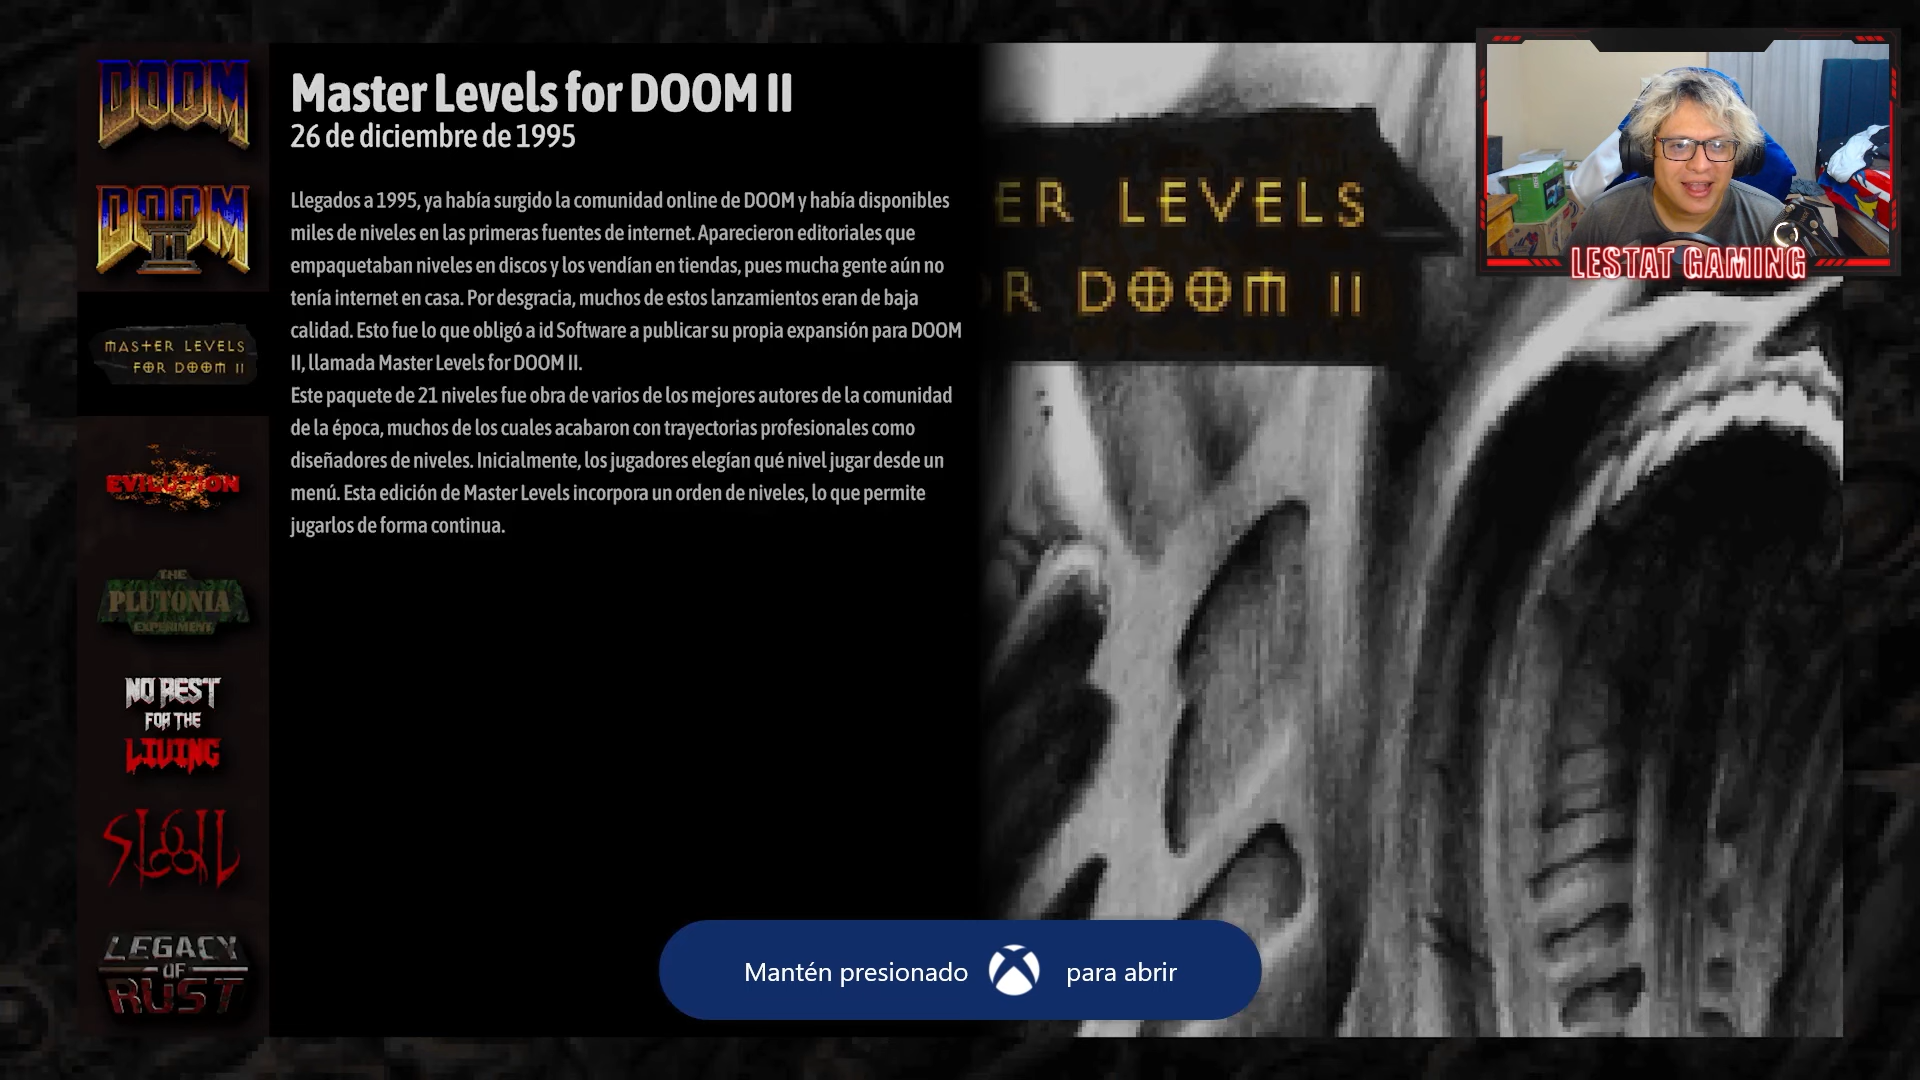 DOOM
DOOM
II
MASTER LEVELS
FOR DOOM II
EVILUTION
THE
PLUTONIA
EXPERIMENT
NO REST
FOR THE
LIVING
SIGIL
LEGACY
OF
RUST
Master Levels for DOOM II
26 de diciembre de 1995
Llegados a 1995, ya había surgido la comunidad online de DOOM y había disponibles
miles de niveles en las primeras fuentes de internet. Aparecieron editoriales que
empaquetaban niveles en discos y los vendían en tiendas, pues mucha gente aún no
tenía internet en casa. Por desgracia, muchos de estos lanzamientos eran de baja
calidad. Esto fue lo que obligó a id Software a publicar su propia expansión para DOOM
II, llamada Master Levels for DOOM II.
Este paquete de 21 niveles fue obra de varios de los mejores autores de la comunidad
de la época, muchos de los cuales acabaron con trayectorias profesionales como
diseñadores de niveles. Inicialmente, los jugadores elegían qué nivel jugar desde un
menú. Esta edición de Master Levels incorpora un orden de niveles, lo que permite
jugarlos de forma continua.
ER LEVELS
OR DOOM II
LESTAT GAMING
Mantén presionado para abrir